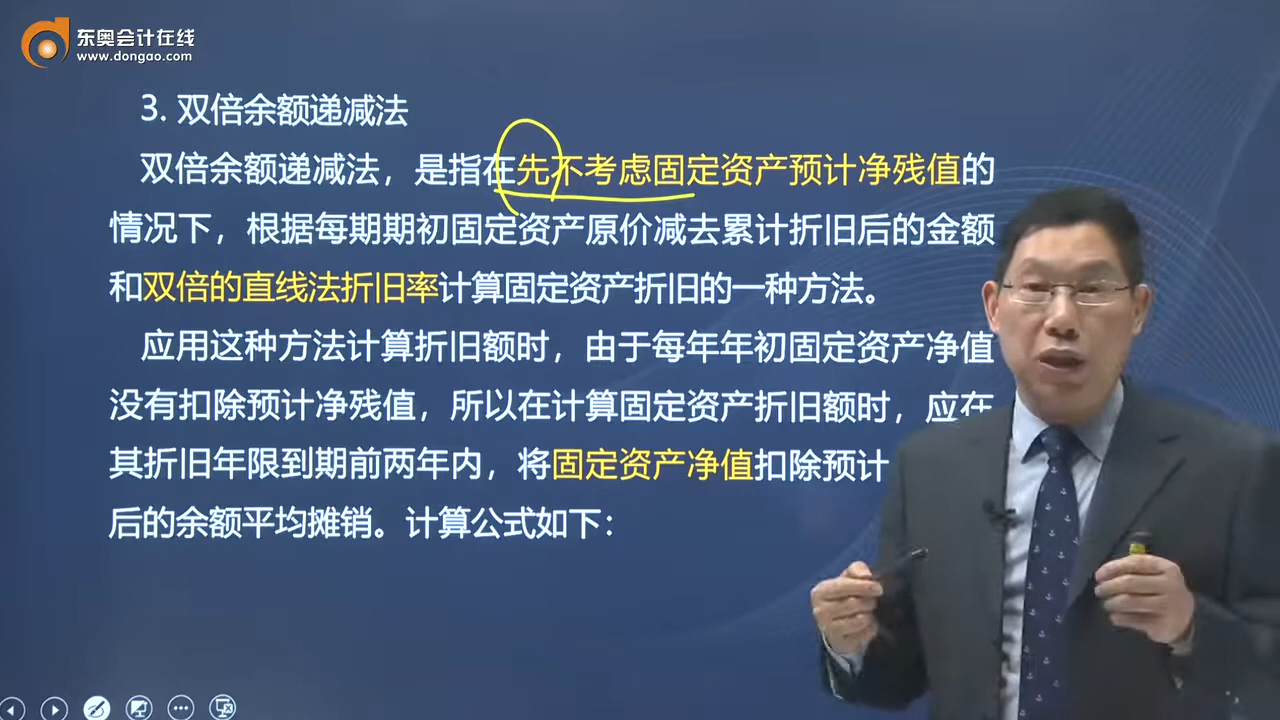 东奥会计在线
www.dongao.com
3. 双倍余额递减法
双倍余额递减法，是指在先不考虑固定资产预计净残值的
情况下，根据每期期初固定资产原价减去累计折旧后的金额
和双倍的直线法折旧率计算固定资产折旧的一种方法。
应用这种方法计算折旧额时，由于每年年初固定资产净值
没有扣除预计净残值，所以在计算固定资产折旧额时，应在
其折旧年限到期前两年内，将固定资产净值扣除预计
后的余额平均摊销。计算公式如下：